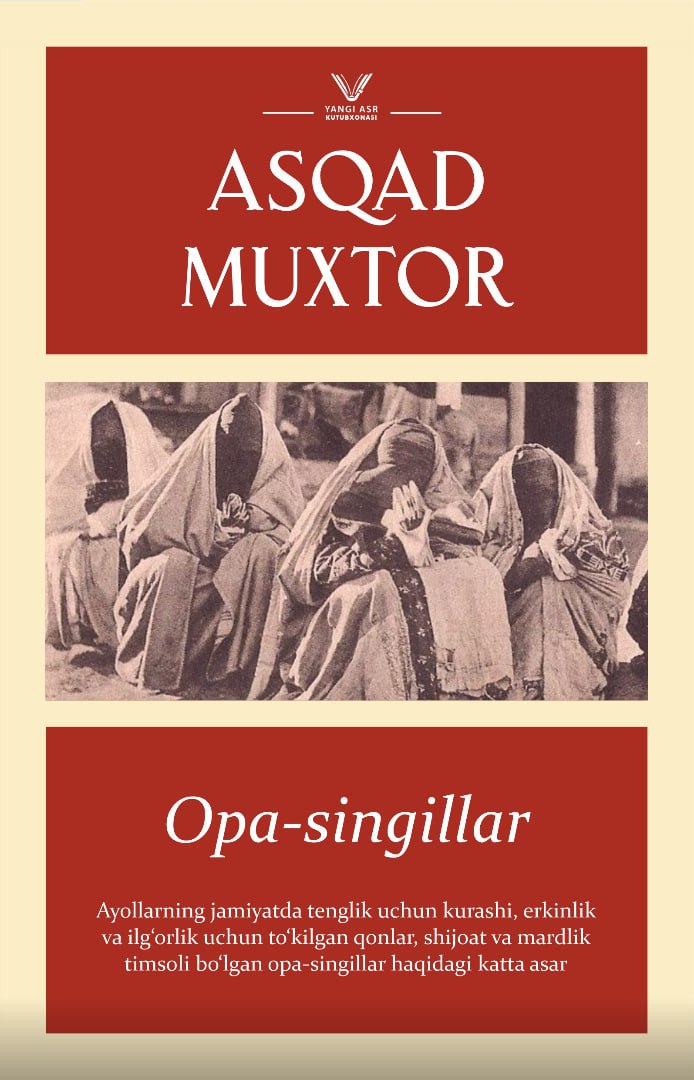 YANGI ASR
KUTUBXONASI
ASQAD
MUXTOR
Opa-singillar
Ayollarning jamiyatda tenglik uchun kurashi, erkinlik
va ilg‘orlik uchun to‘kilgan qonlar, shijoat va mardlik
timsoli bo‘lgan opa-singillar haqidagi katta asar